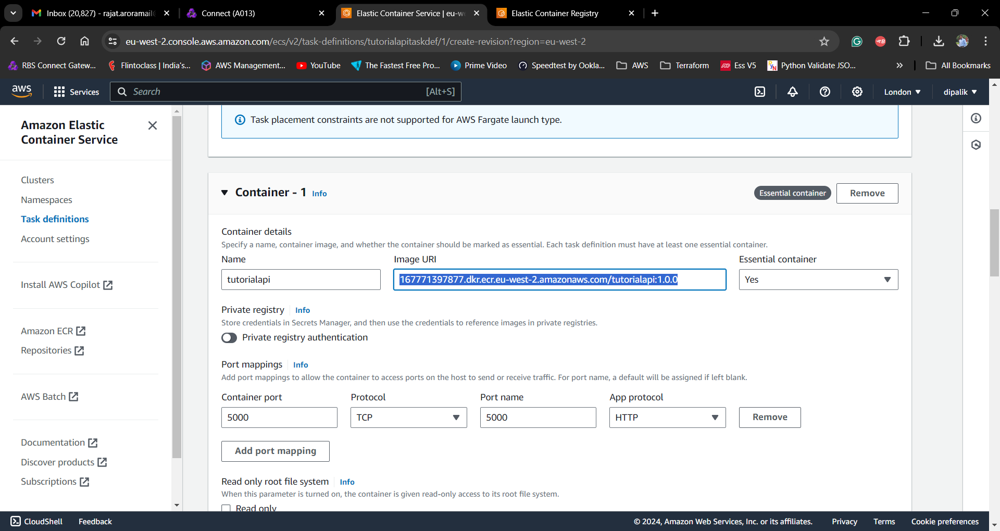 Inbox (20,827) - rajat.aroramail
Connect (A013)
Elastic Container Service | eu-w
Elastic Container Registry
eu-west-2.console.aws.amazon.com/ecs/v2/task-definitions/tutorialapitaskdef/1/create-revision?region=eu-west-2
RBS Connect Gatew...
Flintoclass | India's...
AWS Management...
YouTube
The Fastest Free Pro...
Prime Video
Speedtest by Ookla...
AWS
Terraform
Ess V5
Python Validate JSO...
All Bookmarks
aws
Services
Search
[Alt+S]
London
dipalik
Amazon Elastic
Container Service
Clusters
Namespaces
Task definitions
Account settings
Install AWS Copilot
Amazon ECR
Repositories
AWS Batch
Documentation
Discover products
Subscriptions
Task placement constraints are not supported for AWS Fargate launch type.
Container - 1 Info
Essential container
Remove
Container details
Specify a name, container image, and whether the container should be marked as essential. Each task definition must have at least one essential container.
Name
Image URI
Essential container
tutorialapi
167771397877.dkr.ecr.eu-west-2.amazonaws.com/tutorialapi:1.0.0
Yes
Private registry Info
Store credentials in Secrets Manager, and then use the credentials to reference images in private registries.
Private registry authentication
Port mappings Info
Add port mappings to allow the container to access ports on the host to send or receive traffic. For port name, a default will be assigned if left blank.
Container port
Protocol
Port name
App protocol
5000
TCP
5000
HTTP
Remove
Add port mapping
Read only root file system Info
When this parameter is turned on, the container is given read-only access to its root file system.
Read only
CloudShell
Feedback
© 2024, Amazon Web Services, Inc. or its affiliates.
Privacy
Terms
Cookie preferences